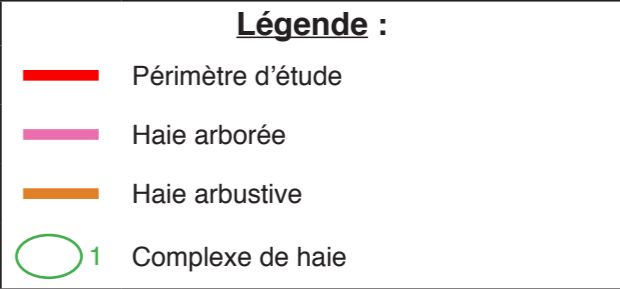 Légende :
Périmètre d'étude
Haie arborée
Haie arbustive
1 Complexe de haie